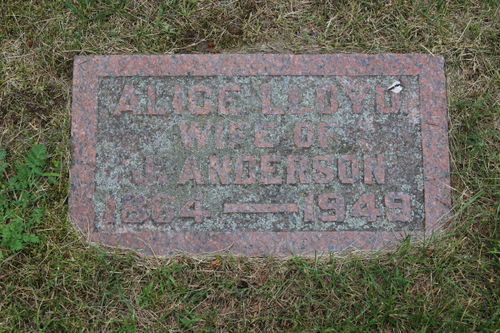 ALICE LLOYD
WIFE OF
J. ANDERSON
1864 — 1949